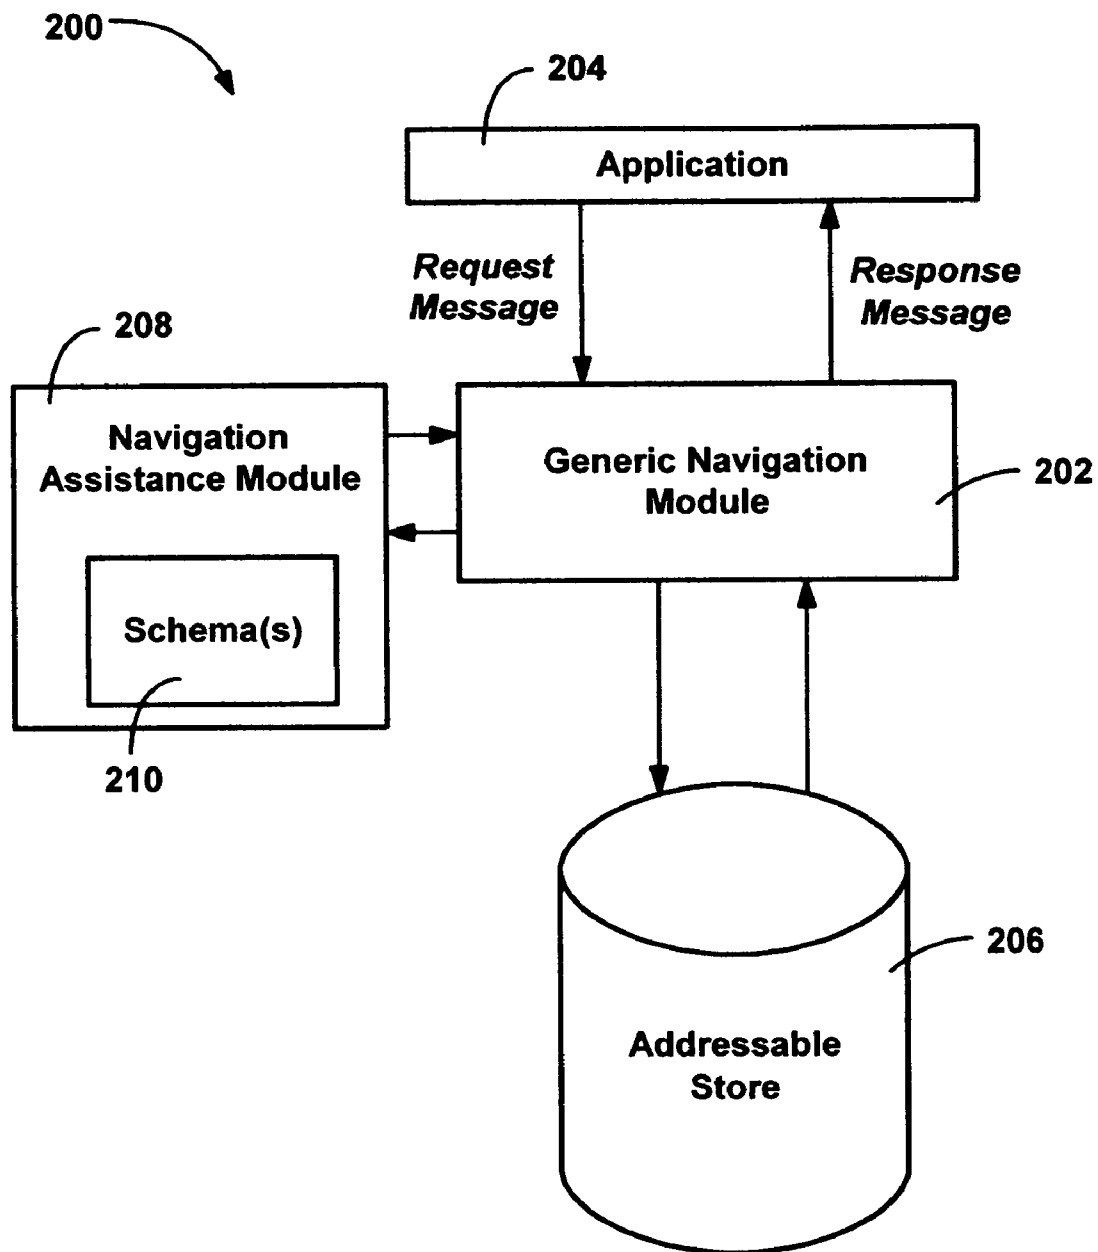 200
204
Application
Request
Message
Response
Message
208
Navigation
Assistance Module
Generic Navigation
Module
202
Schema(s)
210
206
Addressable
Store